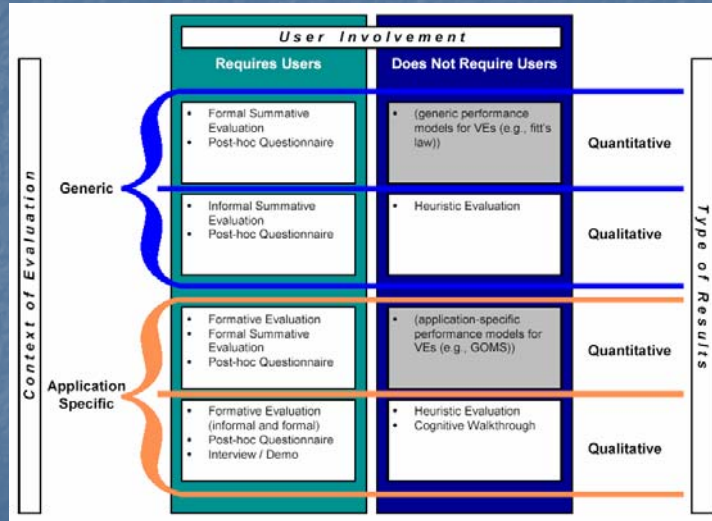 User Involvement
Requires Users
Does Not Require Users
Context of Evaluation
Type of Results
Generic
• Formal Summative
Evaluation
• Post-hoc Questionnaire
• (generic performance
models for VEs (e.g., fitt's
law))
Quantitative
• Informal Summative
Evaluation
• Post-hoc Questionnaire
• Heuristic Evaluation
Qualitative
Application
Specific
• Formative Evaluation
• Formal Summative
Evaluation
• Post-hoc Questionnaire
• (application-specific
performance models for
VEs (e.g., GOMS))
Quantitative
• Formative Evaluation
(informal and formal)
• Post-hoc Questionnaire
• Interview / Demo
• Heuristic Evaluation
• Cognitive Walkthrough
Qualitative